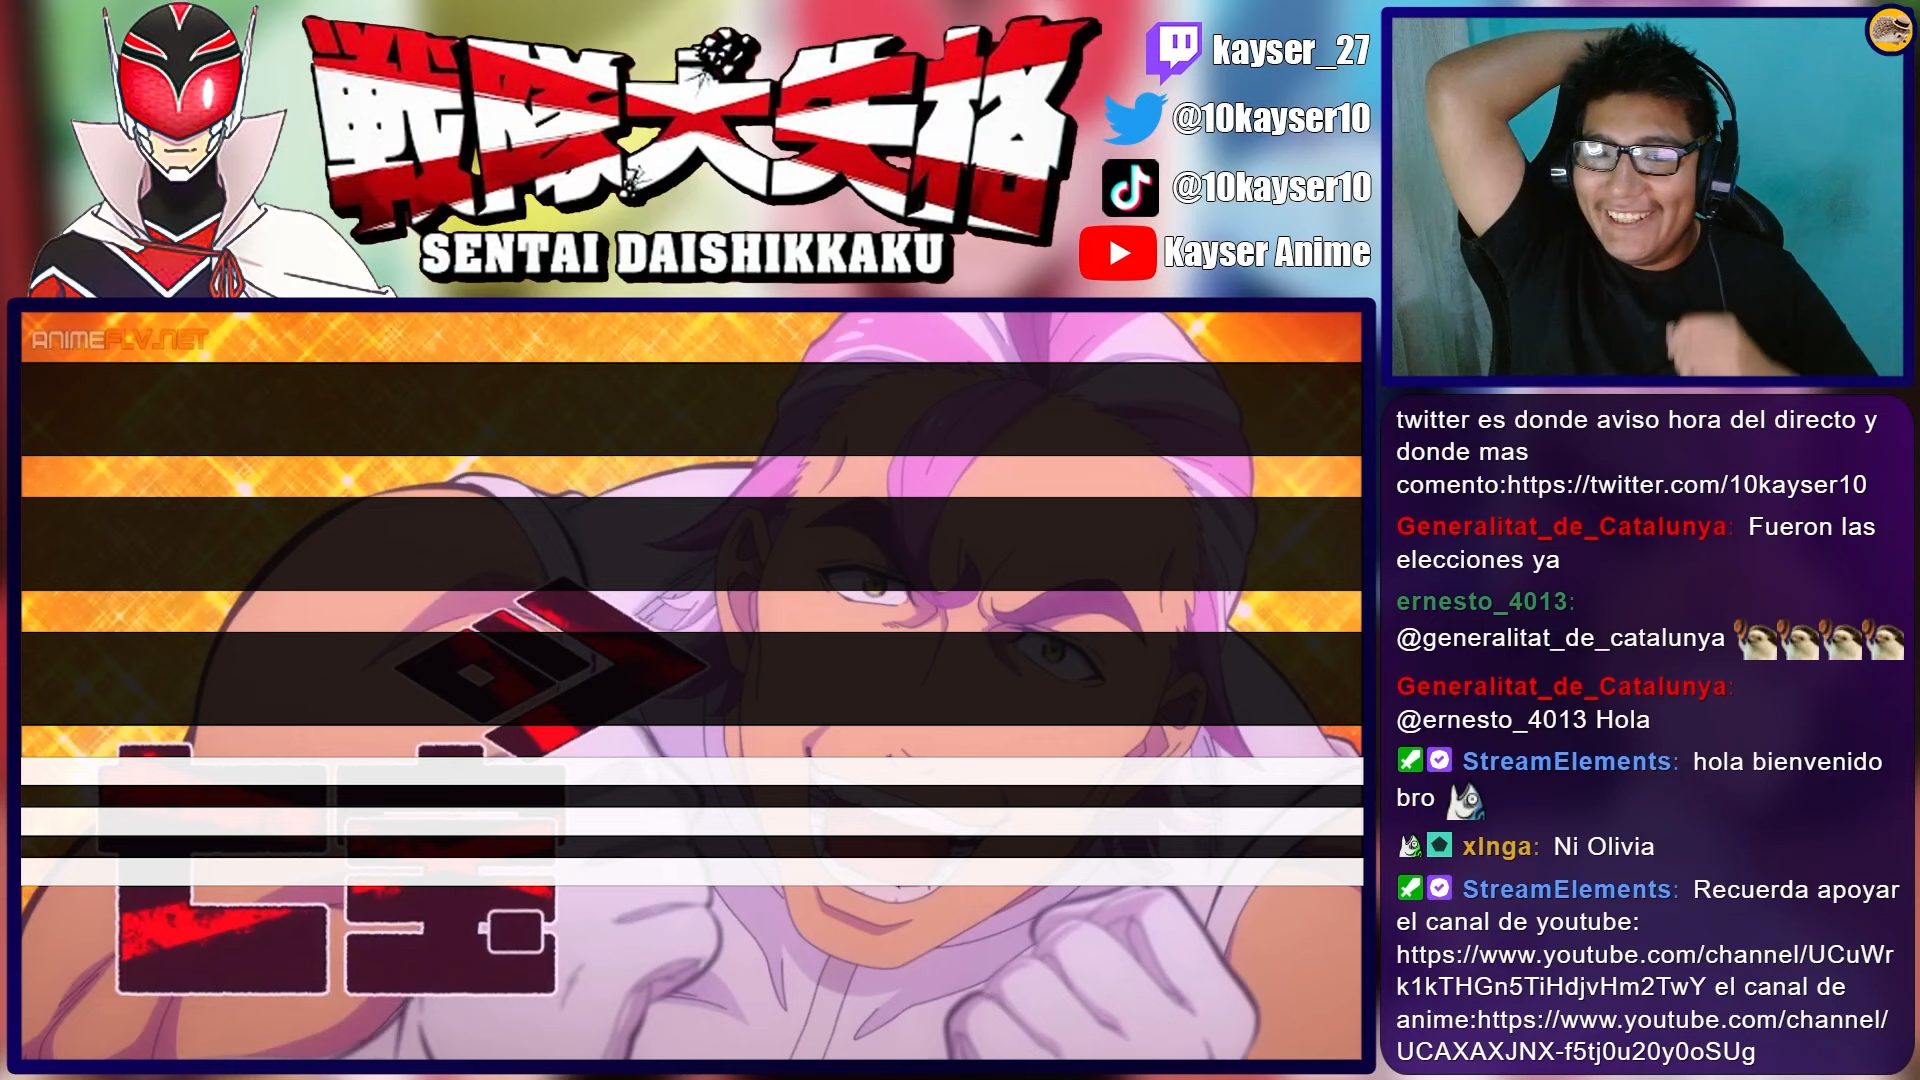 戦隊大失格
SENTAI DAISHIKKAKU
kayser_27
@10kayser10
@10kayser10
Kayser Anime
ANIMEFLV.NET
twitter es donde aviso hora del directo y
donde mas
comento:https://twitter.com/10kayser10
Generalitat_de_Catalunya: Fueron las
elecciones ya
ernesto_4013:
@generalitat_de_catalunya
Generalitat_de_Catalunya:
@ernesto_4013 Hola
StreamElements: hola bienvenido
bro
xInga: Ni Olivia
StreamElements: Recuerda apoyar
el canal de youtube:
https://www.youtube.com/channel/UCuWr
k1kTHGn5TiHdjvHm2TwY el canal de
anime:https://www.youtube.com/channel/
UCAXAXJNX-f5tj0u20y0oSUg